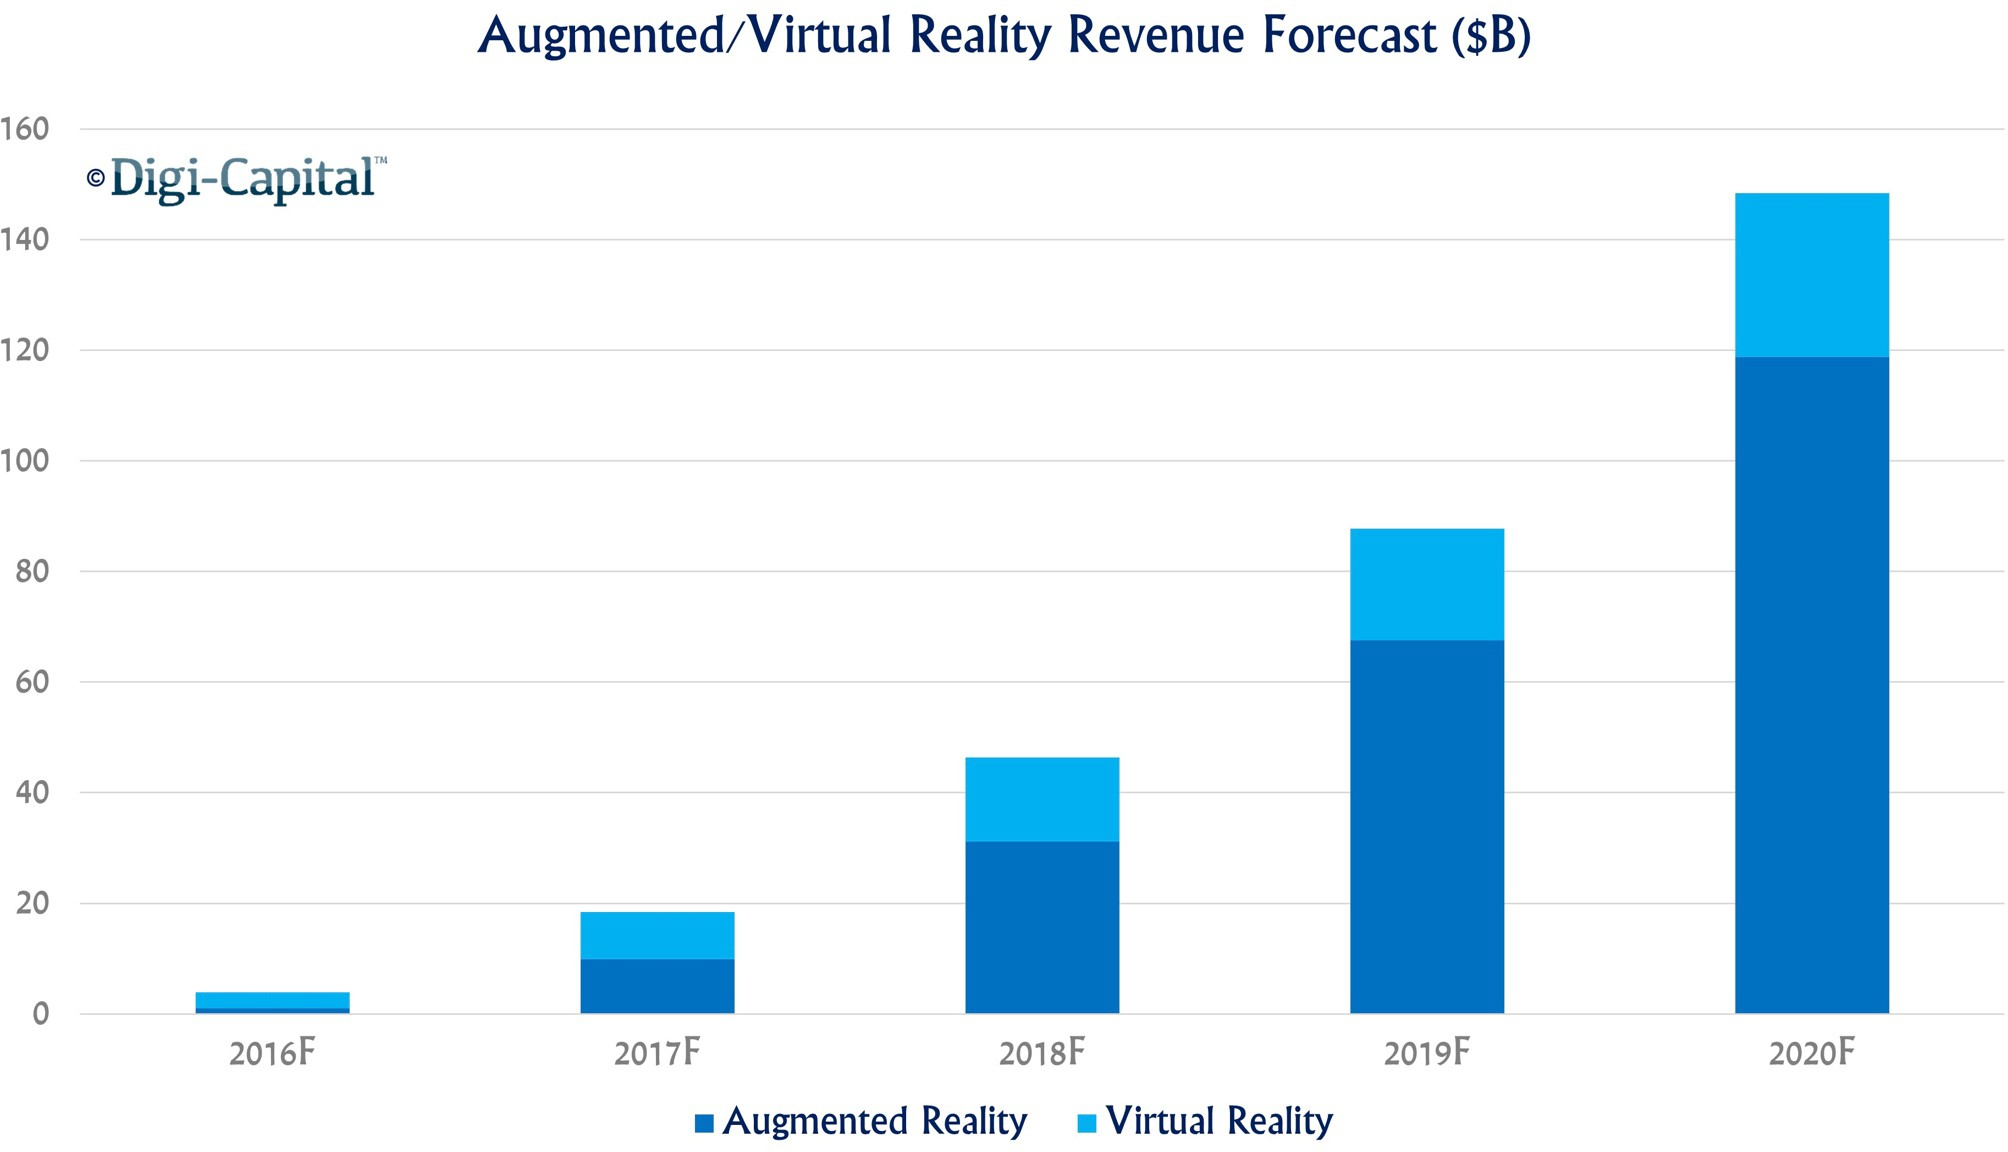 Augmented/Virtual Reality Revenue Forecast ($B)
160
©Digi-Capital™
140
120
100
80
60
40
20
0
2016F 2017F 2018F 2019F 2020F
Augmented Reality Virtual Reality